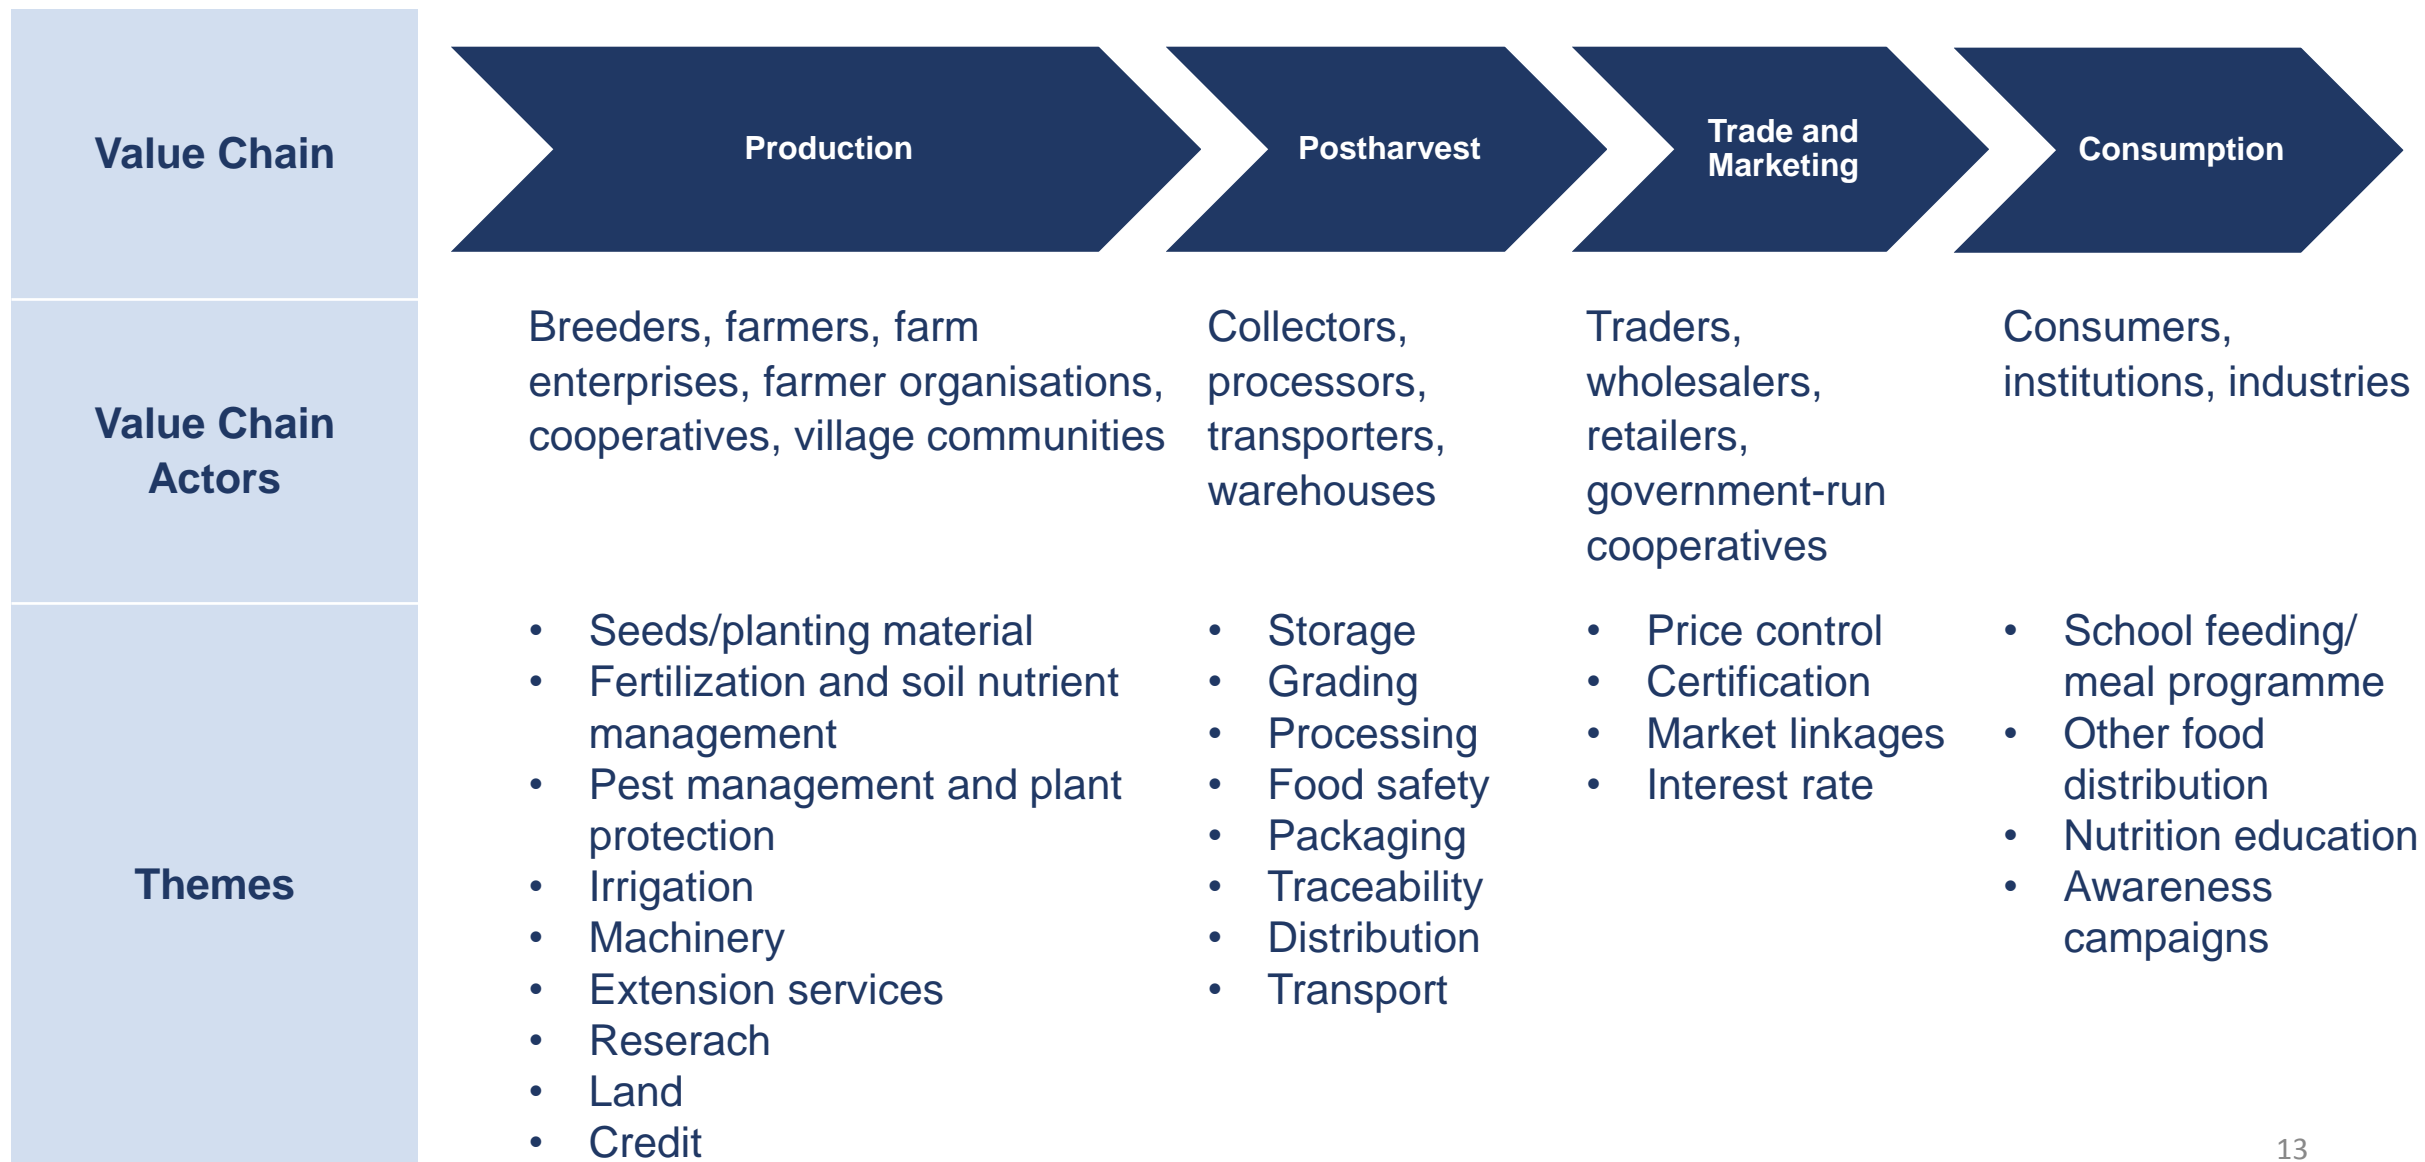 Value Chain
Production
Postharvest
Trade and
Marketing
Consumption
Value Chain
Actors
Breeders, farmers, farm
enterprises, farmer organisations,
cooperatives, village communities
Collectors,
processors,
transporters,
warehouses
Traders,
wholesalers,
retailers,
government-run
cooperatives
Consumers,
institutions, industries
Themes
• Seeds/planting material
• Fertilization and soil nutrient
management
• Pest management and plant
protection
• Irrigation
• Machinery
• Extension services
• Reserach
• Land
• Credit
• Storage
• Grading
• Processing
• Food safety
• Packaging
• Traceability
• Distribution
• Transport
• Price control
• Certification
• Market linkages
• Interest rate
• School feeding/
meal programme
• Other food
distribution
• Nutrition education
• Awareness
campaigns
13